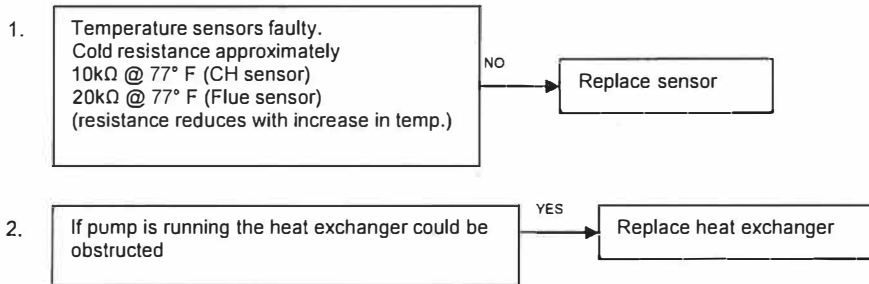 1.
Temperature sensors faulty.
Cold resistance approximately
10kΩ @ 77° F (CH sensor)
20kΩ @ 77° F (Flue sensor)
(resistance reduces with increase in temp.)
NO
Replace sensor
2.
If pump is running the heat exchanger could be
obstructed
YES
Replace heat exchanger